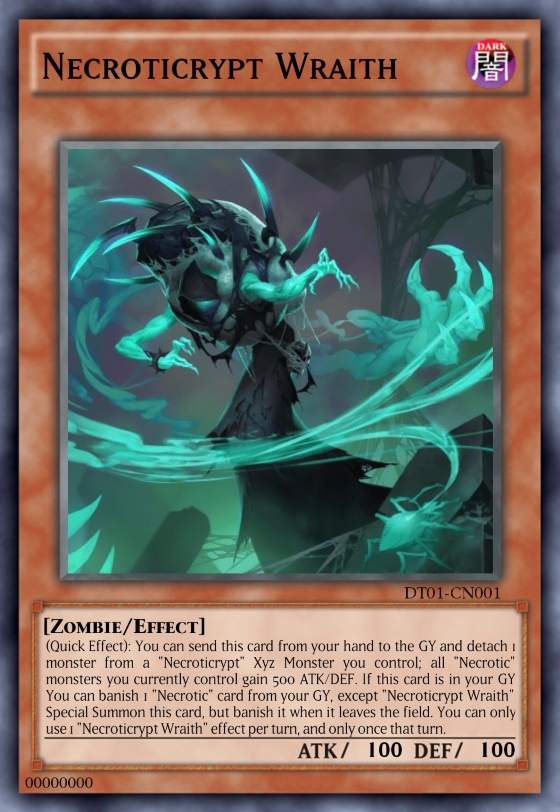 Necroticrypt Wraith
DARK
闇
DT01-CN001
[Zombie/Effect]
(Quick Effect): You can send this card from your hand to the GY and detach 1
monster from a "Necroticrypt" Xyz Monster you control; all "Necrotic"
monsters you currently control gain 500 ATK/DEF. If this card is in your GY
You can banish 1 "Necrotic" card from your GY, except "Necroticrypt Wraith"
Special Summon this card, but banish it when it leaves the field. You can only
use 1 "Necroticrypt Wraith" effect per turn, and only once that turn.
ATK/ 100 DEF/ 100
00000000